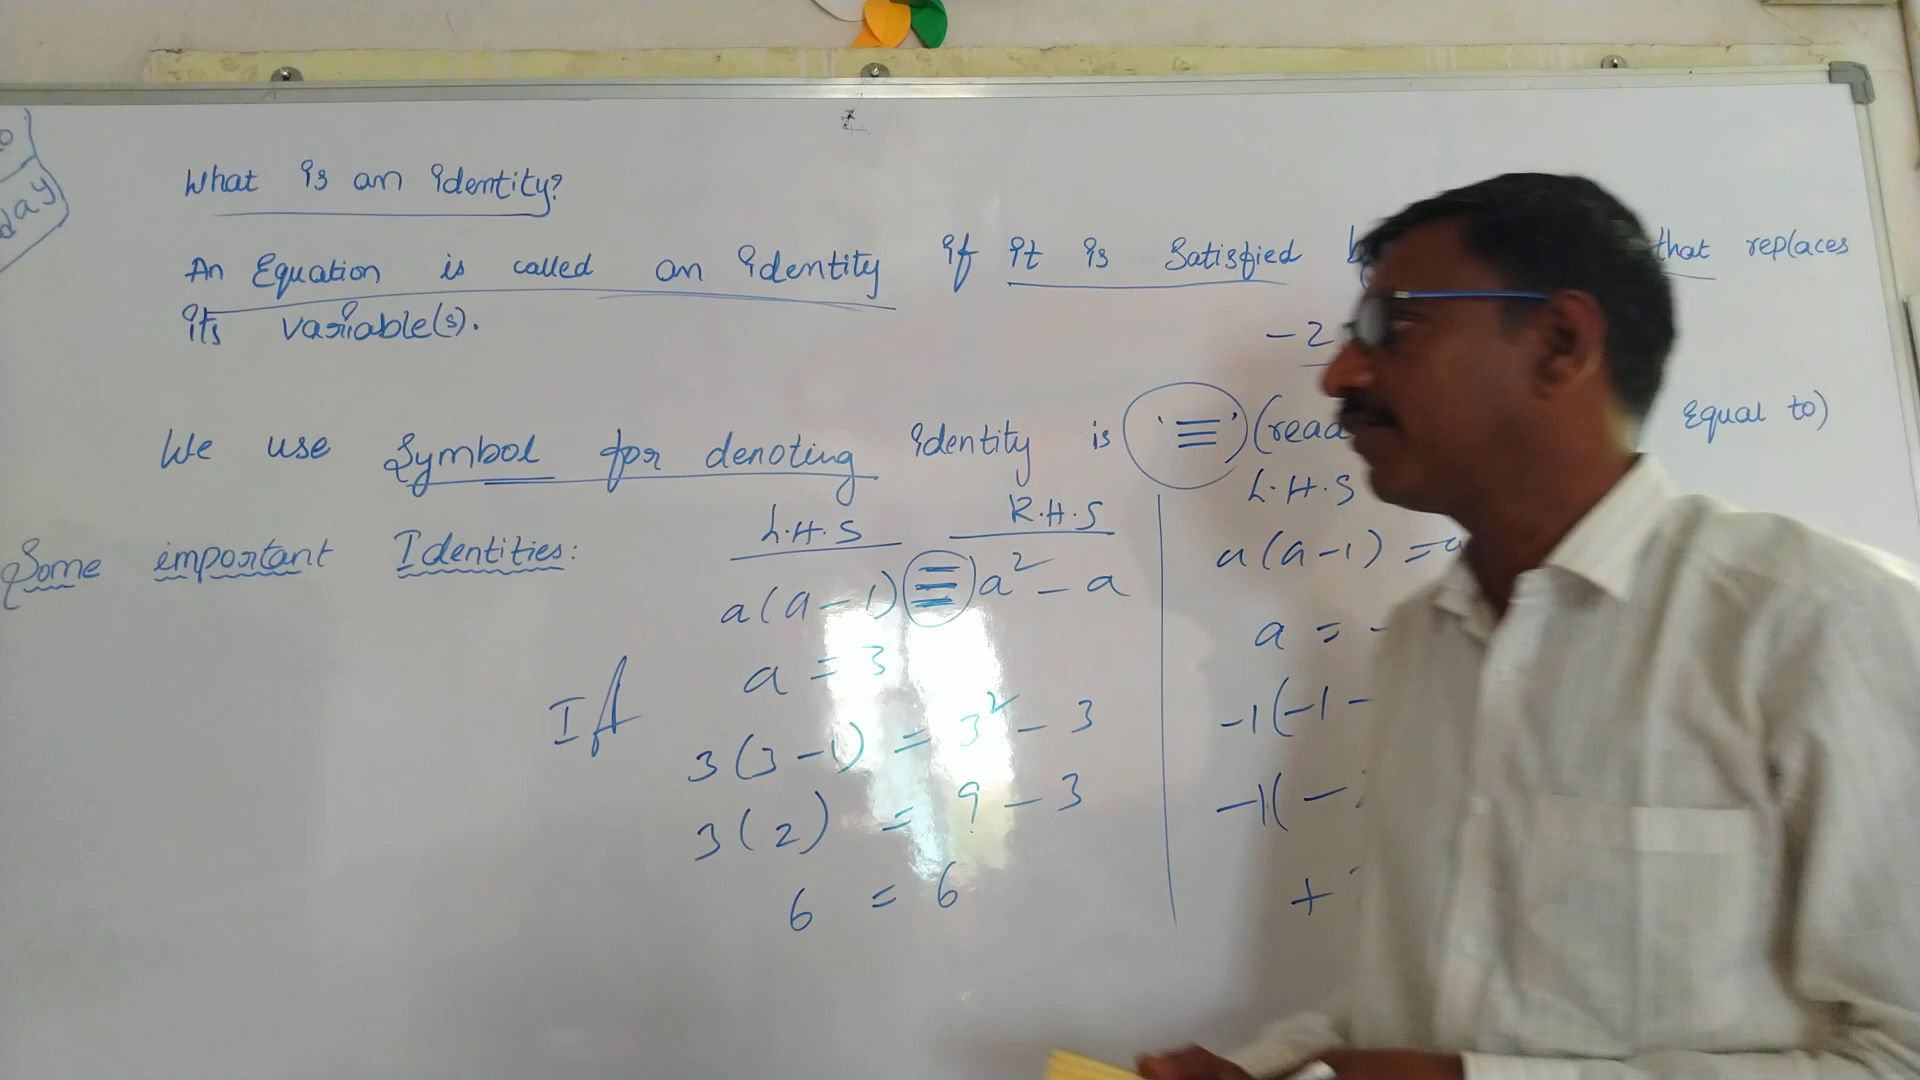 day
What is an identity?
An Equation is called an identity if it is satisfied that replaces
its variable(s).
-2
We use symbol for denoting identity is '≡' (read Equal to)
Some important Identities:
L.H.S R.H.S
a(a-1) ≡ a² - a
If a = 3
3(3-1) = 3² - 3
3(2) = 9 - 3
6 = 6
L.H.S
a(a-1) =
a = -
-1(-1 -
-1(-
+